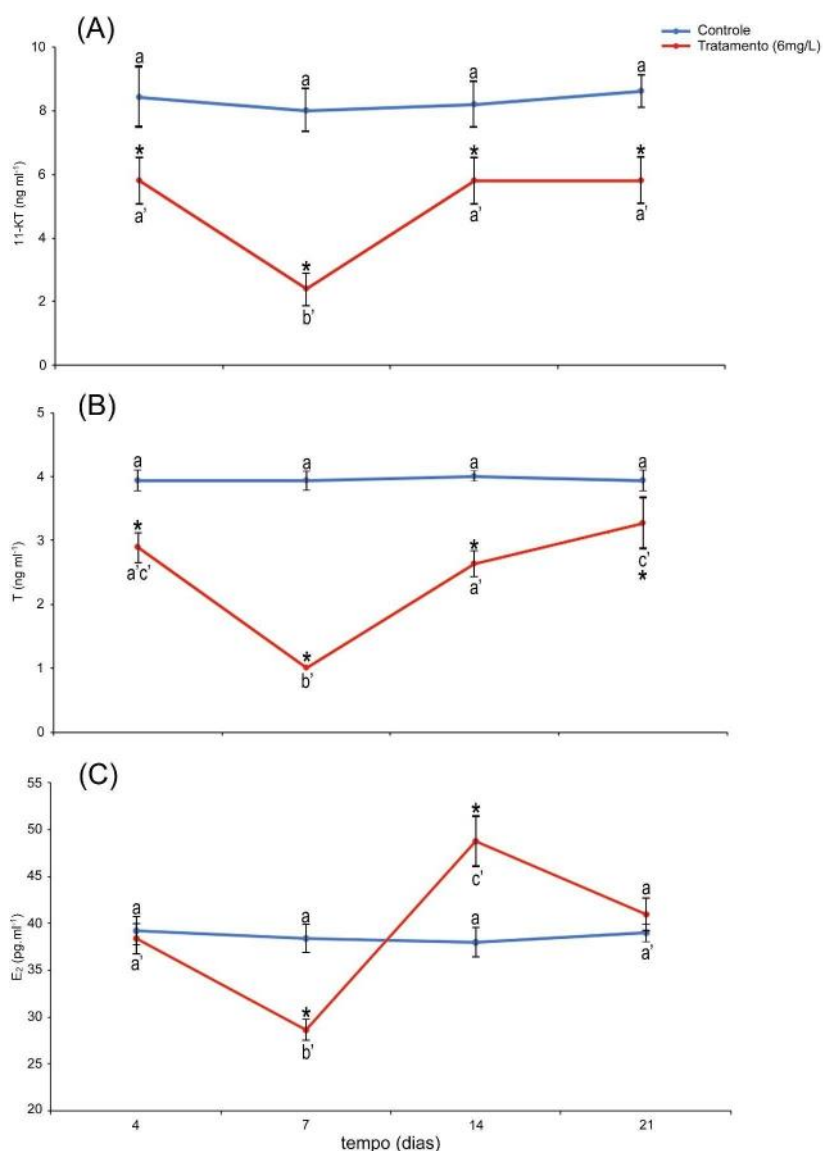 (A)
Controle
Tratamento (6mg/L)
10
8
6
4
2
0
11-KT (ng ml⁻¹)
a
a
a
a
*
*
*
*
a’
b’
a’
a’
(B)
5
4
3
2
1
0
T (ng ml⁻¹)
a
a
a
a
*
*
*
a’c’
b’
a’
c’
*
(C)
55
50
45
40
35
30
25
20
E₂ (pg.ml⁻¹)
*
a
a
a
a
c’
a’
a’
*
b’
4
7
14
21
tempo (dias)